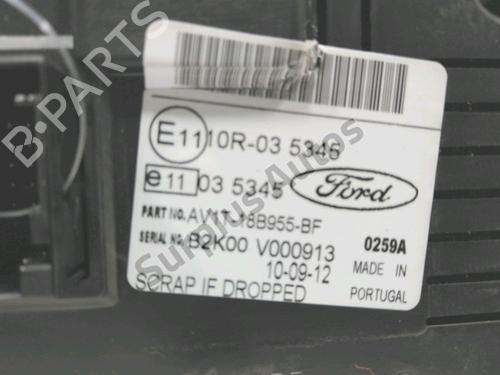 B-PARTS
E11 10R-03 5346
e11 03 5345 Ford
PART NO. AV1T-18B955-BF
SERIAL NO. B2K00 V000913 0259A
10-09-12 MADE IN
SCRAP IF DROPPED PORTUGAL
Surplus Autos